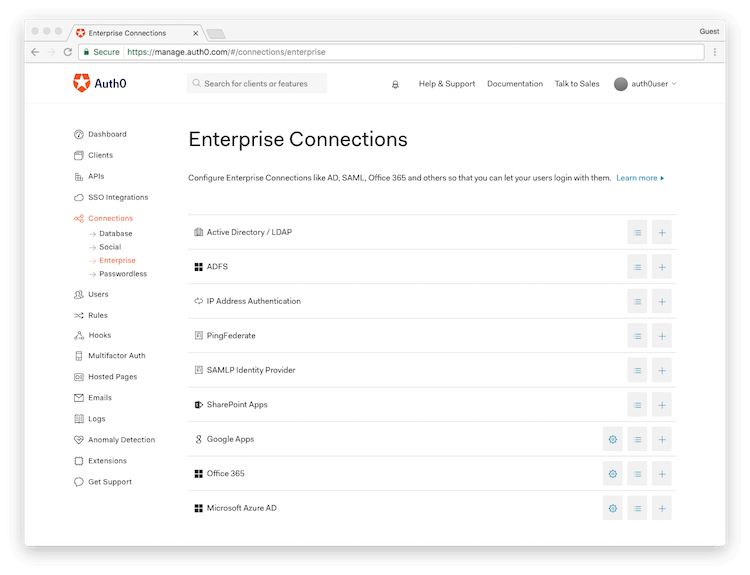 Enterprise Connections
Guest
Secure
https://manage.auth0.com/#/connections/enterprise
Auth0
Search for clients or features
Help & Support
Documentation
Talk to Sales
auth0user
Dashboard
Clients
APIs
SSO Integrations
Connections
Database
Social
Enterprise
Passwordless
Users
Rules
Hooks
Multifactor Auth
Hosted Pages
Emails
Logs
Anomaly Detection
Extensions
Get Support
Enterprise Connections
Configure Enterprise Connections like AD, SAML, Office 365 and others so that you can let your users login with them. Learn more
Active Directory / LDAP
ADFS
IP Address Authentication
PingFederate
SAMLP Identity Provider
SharePoint Apps
Google Apps
Office 365
Microsoft Azure AD